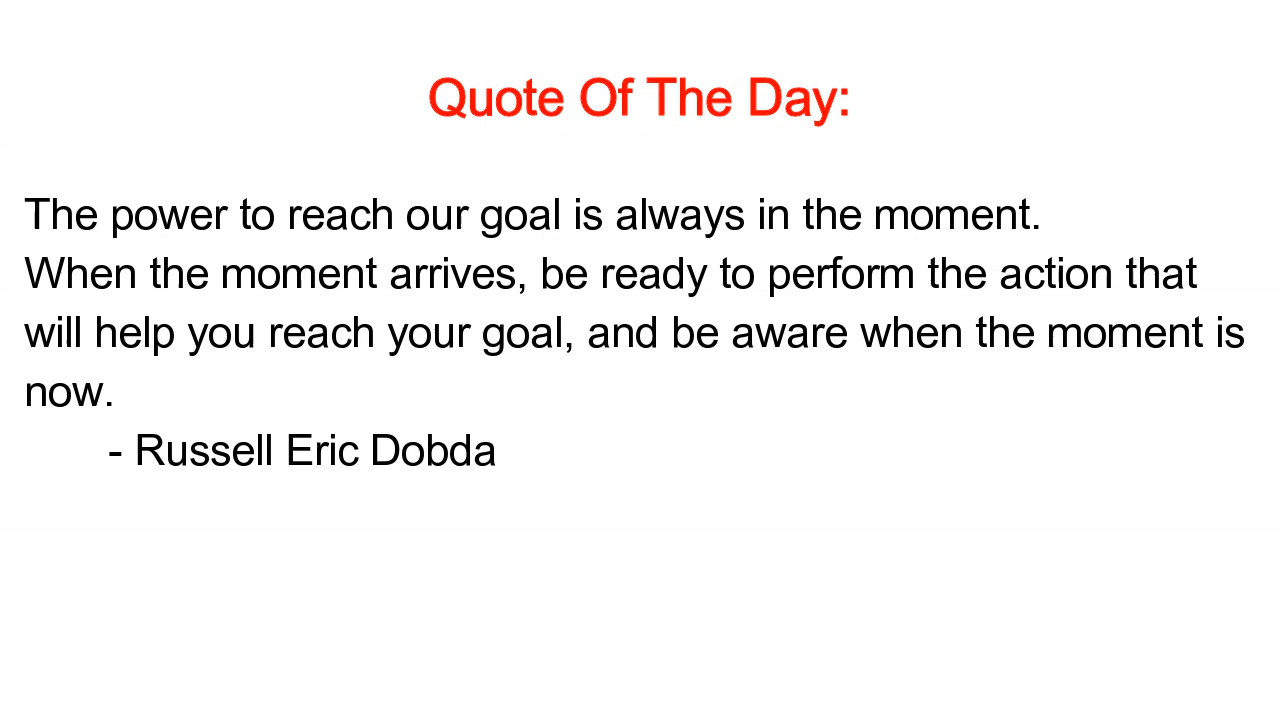 Quote Of The Day:
The power to reach our goal is always in the moment.
When the moment arrives, be ready to perform the action that
will help you reach your goal, and be aware when the moment is
now.
- Russell Eric Dobda